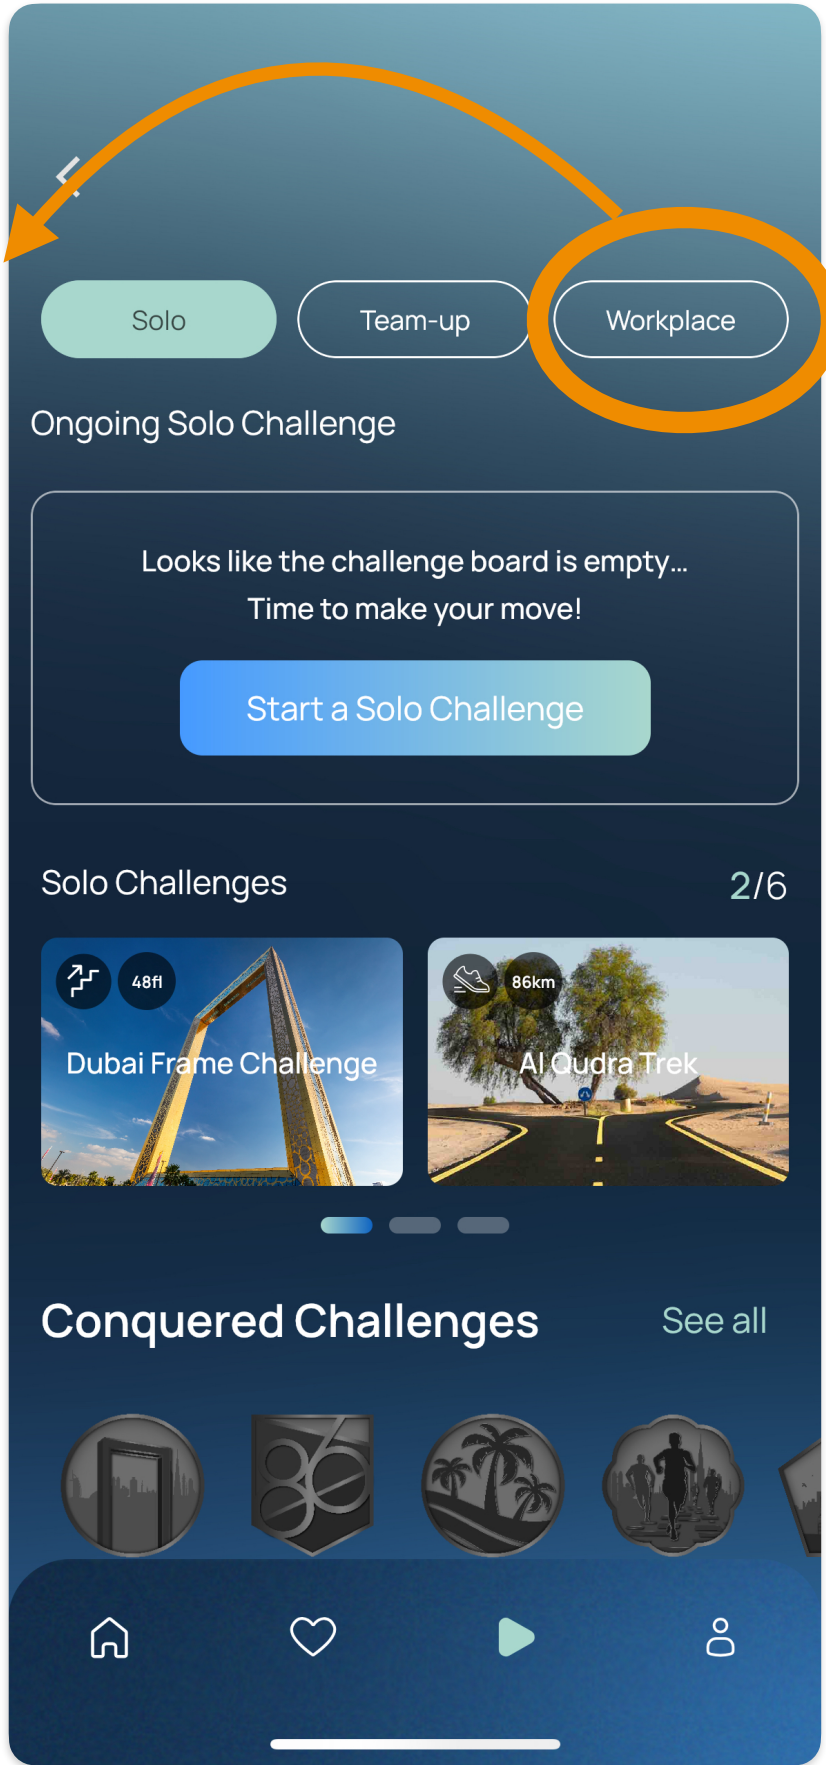 Solo
Team-up
Workplace
Ongoing Solo Challenge
Looks like the challenge board is empty...
Time to make your move!
Start a Solo Challenge
Solo Challenges
2/6
48fl
Dubai Frame Challenge
86km
Al Qudra Trek
Conquered Challenges
See all
86